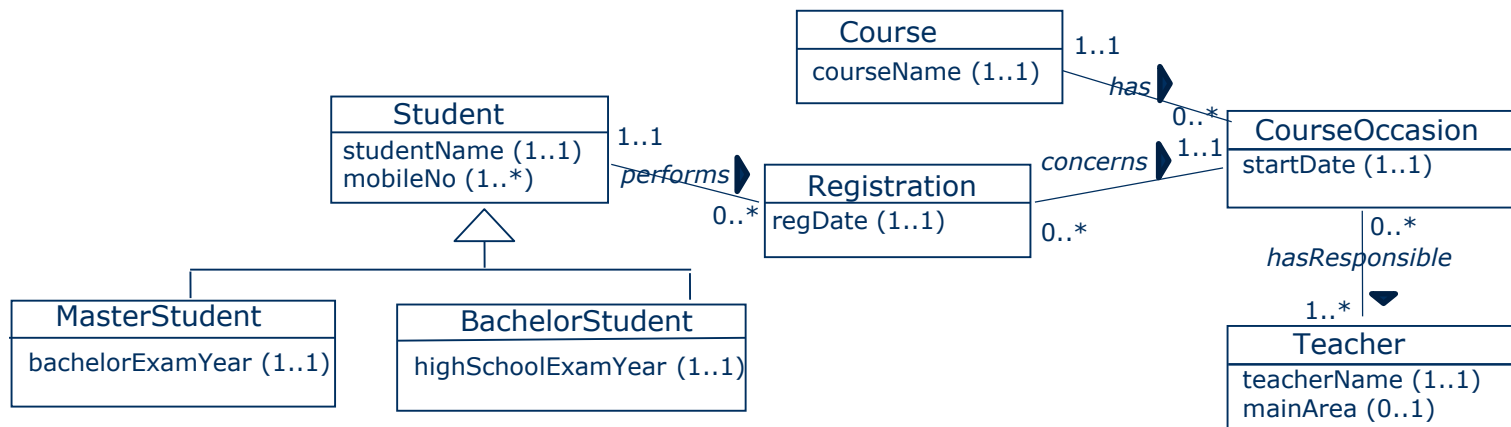 Course
courseName (1..1)
1..1
has
0..*
CourseOccasion
startDate (1..1)
Student
studentName (1..1)
mobileNo (1..*)
1..1
performs
0..*
Registration
regDate (1..1)
concerns
1..1
0..*
0..*
hasResponsible
1..*
MasterStudent
bachelorExamYear (1..1)
BachelorStudent
highSchoolExamYear (1..1)
Teacher
teacherName (1..1)
mainArea (0..1)